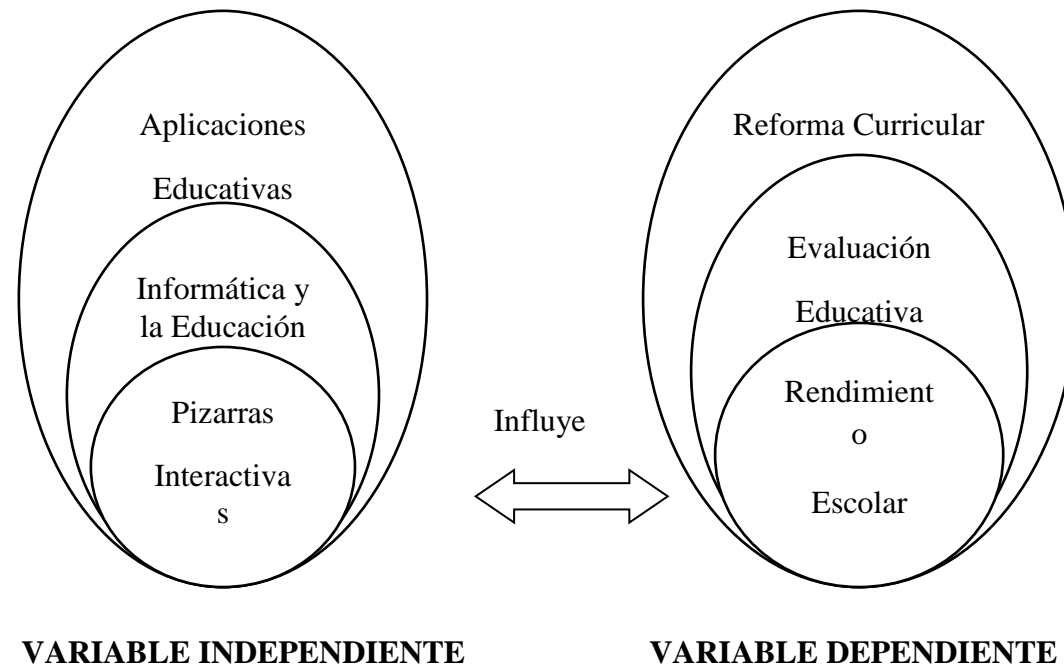 Aplicaciones
Educativas
Informática y
la Educación
Pizarras
Interactiva
s
Influye
Reforma Curricular
Evaluación
Educativa
Rendimient
o
Escolar
VARIABLE INDEPENDIENTE
VARIABLE DEPENDIENTE